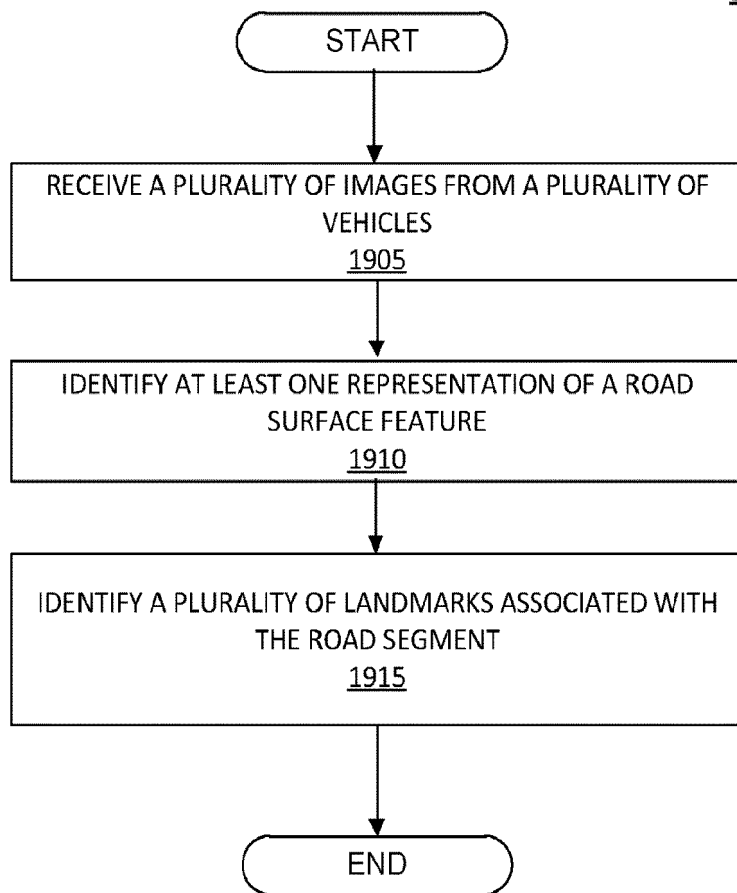 START
RECEIVE A PLURALITY OF IMAGES FROM A PLURALITY OF
VEHICLES
1905
IDENTIFY AT LEAST ONE REPRESENTATION OF A ROAD
SURFACE FEATURE
1910
IDENTIFY A PLURALITY OF LANDMARKS ASSOCIATED WITH
THE ROAD SEGMENT
1915
END